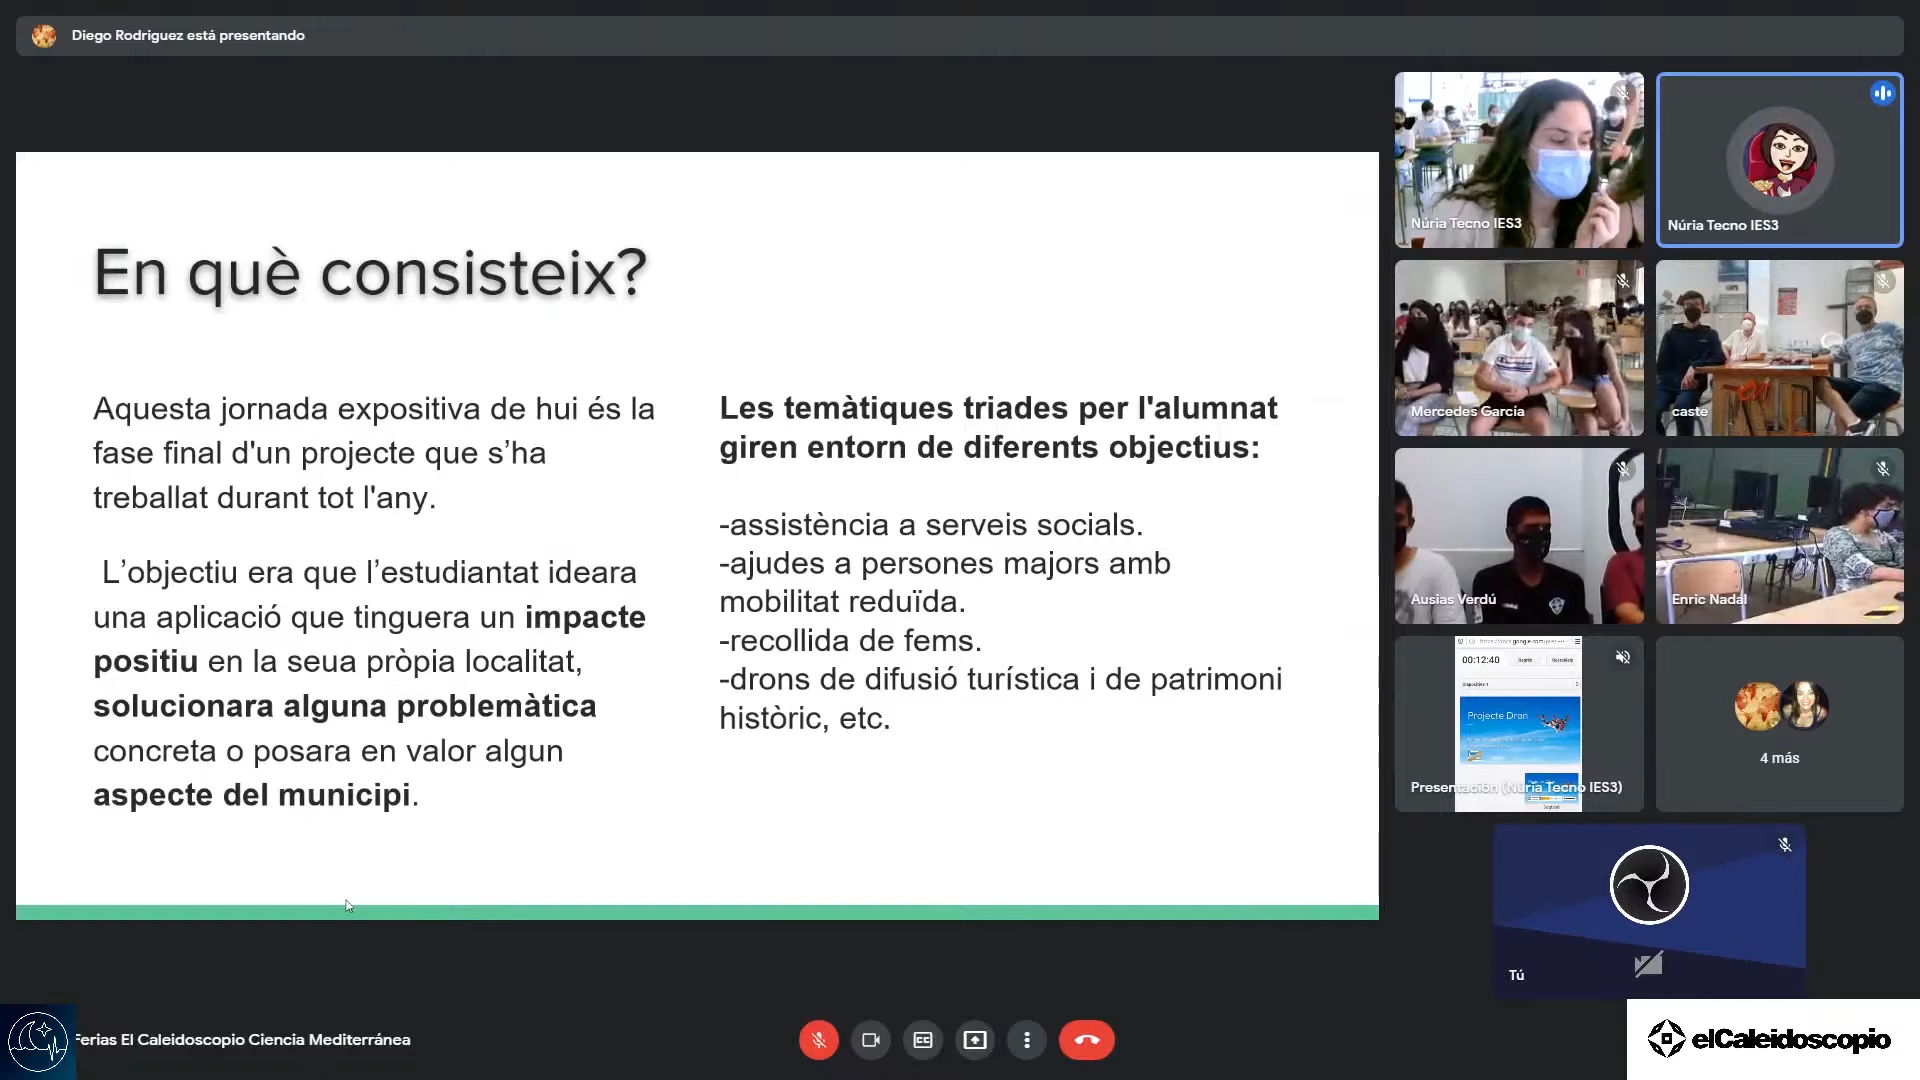 Diego Rodriguez está presentando
En què consisteix?
Aquesta jornada expositiva de hui és la
fase final d'un projecte que s’ha
treballat durant tot l'any.
L’objectiu era que l’estudiantat ideara
una aplicació que tinguera un impacte
positiu en la seua pròpia localitat,
solucionara alguna problemàtica
concreta o posara en valor algun
aspecte del municipi.
Les temàtiques triades per l'alumnat
giren entorn de diferents objectius:
-assistència a serveis socials.
-ajudes a persones majors amb
mobilitat reduïda.
-recollida de fems.
-drons de difusió turística i de patrimoni
històric, etc.
Núria Tecno IES3
Núria Tecno IES3
Mercedes García
caste
Ausias Verdú
Enric Nadal
00:12:40
Projecte Dron
Presentación (Núria Tecno IES3)
4 más
Tú
Ferias El Caleidoscopio Ciencia Mediterránea
elCaleidoscopio